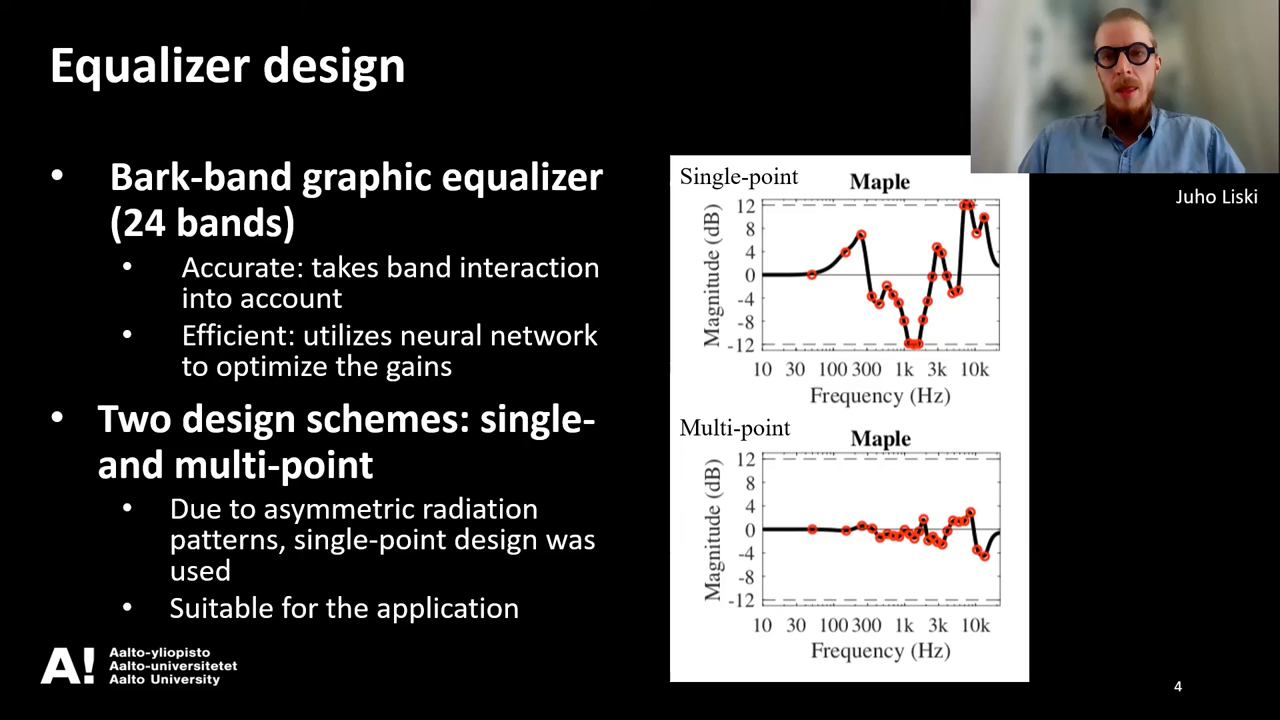 Equalizer design
• Bark-band graphic equalizer
(24 bands)
• Accurate: takes band interaction
into account
• Efficient: utilizes neural network
to optimize the gains
• Two design schemes: single-
and multi-point
• Due to asymmetric radiation
patterns, single-point design was
used
• Suitable for the application
Juho Liski
Single-point
Maple
Magnitude (dB)
12
8
4
0
-4
-8
-12
10 30 100 300 1k 3k 10k
Frequency (Hz)
Multi-point
Maple
Magnitude (dB)
12
8
4
0
-4
-8
-12
10 30 100 300 1k 3k 10k
Frequency (Hz)
A!
Aalto-yliopisto
Aalto-universitetet
Aalto University
4